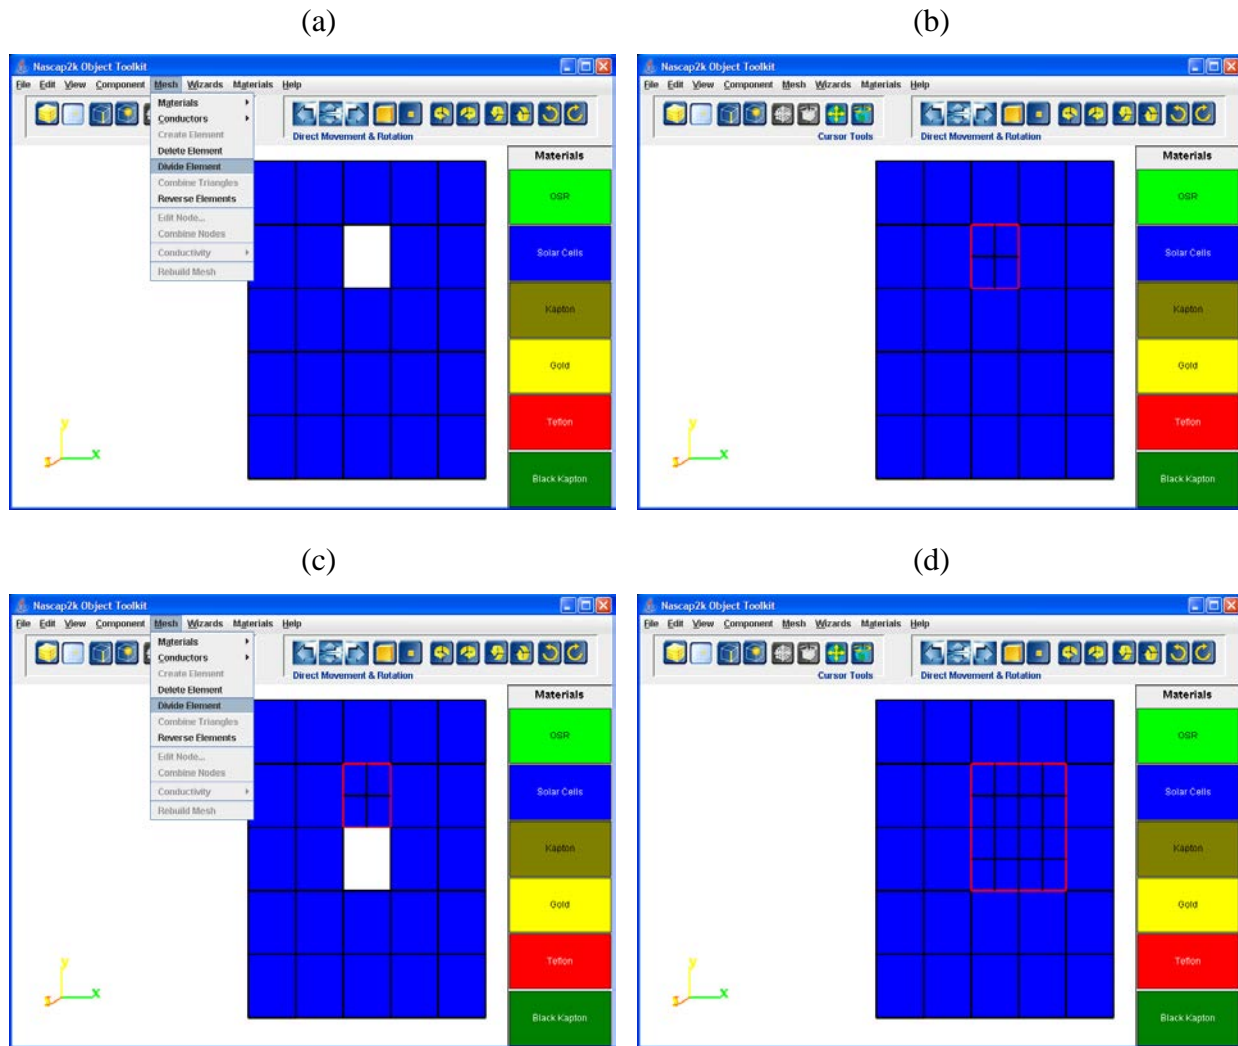 (a)
(b)
Nascap2k Object Toolkit
File Edit View Component Mesh Wizards Materials Help
Materials
Conductors
Create Element
Delete Element
Divide Element
Combine Triangles
Reverse Elements
Edit Node...
Combine Nodes
Conductivity
Rebuild Mesh
Direct Movement & Rotation
Materials
OSR
Solar Cells
Kapton
Gold
Teflon
Black Kapton
y
x
z
Nascap2k Object Toolkit
File Edit View Component Mesh Wizards Materials Help
Cursor Tools
Direct Movement & Rotation
Materials
OSR
Solar Cells
Kapton
Gold
Teflon
Black Kapton
y
x
z
(c)
(d)
Nascap2k Object Toolkit
File Edit View Component Mesh Wizards Materials Help
Materials
Conductors
Create Element
Delete Element
Divide Element
Combine Triangles
Reverse Elements
Edit Node...
Combine Nodes
Conductivity
Rebuild Mesh
Direct Movement & Rotation
Materials
OSR
Solar Cells
Kapton
Gold
Teflon
Black Kapton
y
x
z
Nascap2k Object Toolkit
File Edit View Component Mesh Wizards Materials Help
Cursor Tools
Direct Movement & Rotation
Materials
OSR
Solar Cells
Kapton
Gold
Teflon
Black Kapton
y
x
z